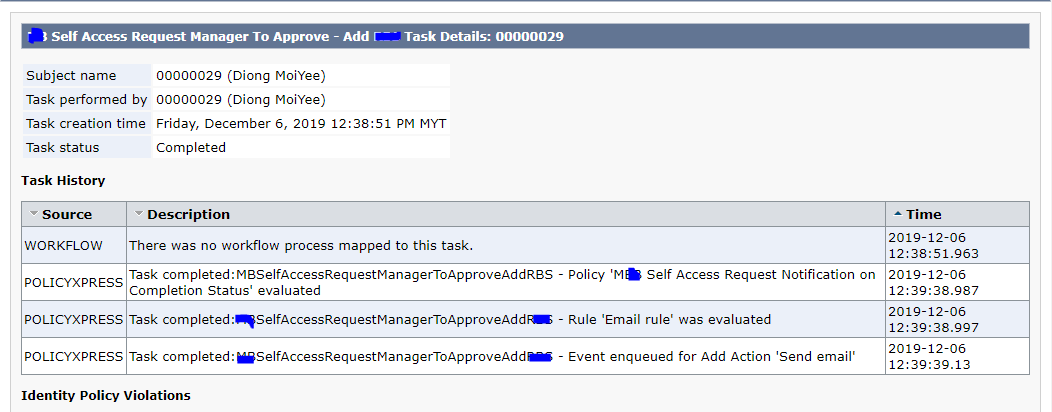 Self Access Request Manager To Approve - Add Task Details: 00000029
Subject name 00000029 (Diong MoiYee)
Task performed by 00000029 (Diong MoiYee)
Task creation time Friday, December 6, 2019 12:38:51 PM MYT
Task status Completed
Task History
Source Description Time
WORKFLOW There was no workflow process mapped to this task. 2019-12-06
12:38:51.963
POLICYXPRESS Task completed:MBSelfAccessRequestManagerToApproveAddRBS - Policy 'M Self Access Request Notification on
Completion Status' evaluated 2019-12-06
12:39:38.987
POLICYXPRESS Task completed: SelfAccessRequestManagerToApproveAdd - Rule 'Email rule' was evaluated 2019-12-06
12:39:38.997
POLICYXPRESS Task completed: SelfAccessRequestManagerToApproveAdd - Event enqueued for Add Action 'Send email' 2019-12-06
12:39:39.13
Identity Policy Violations